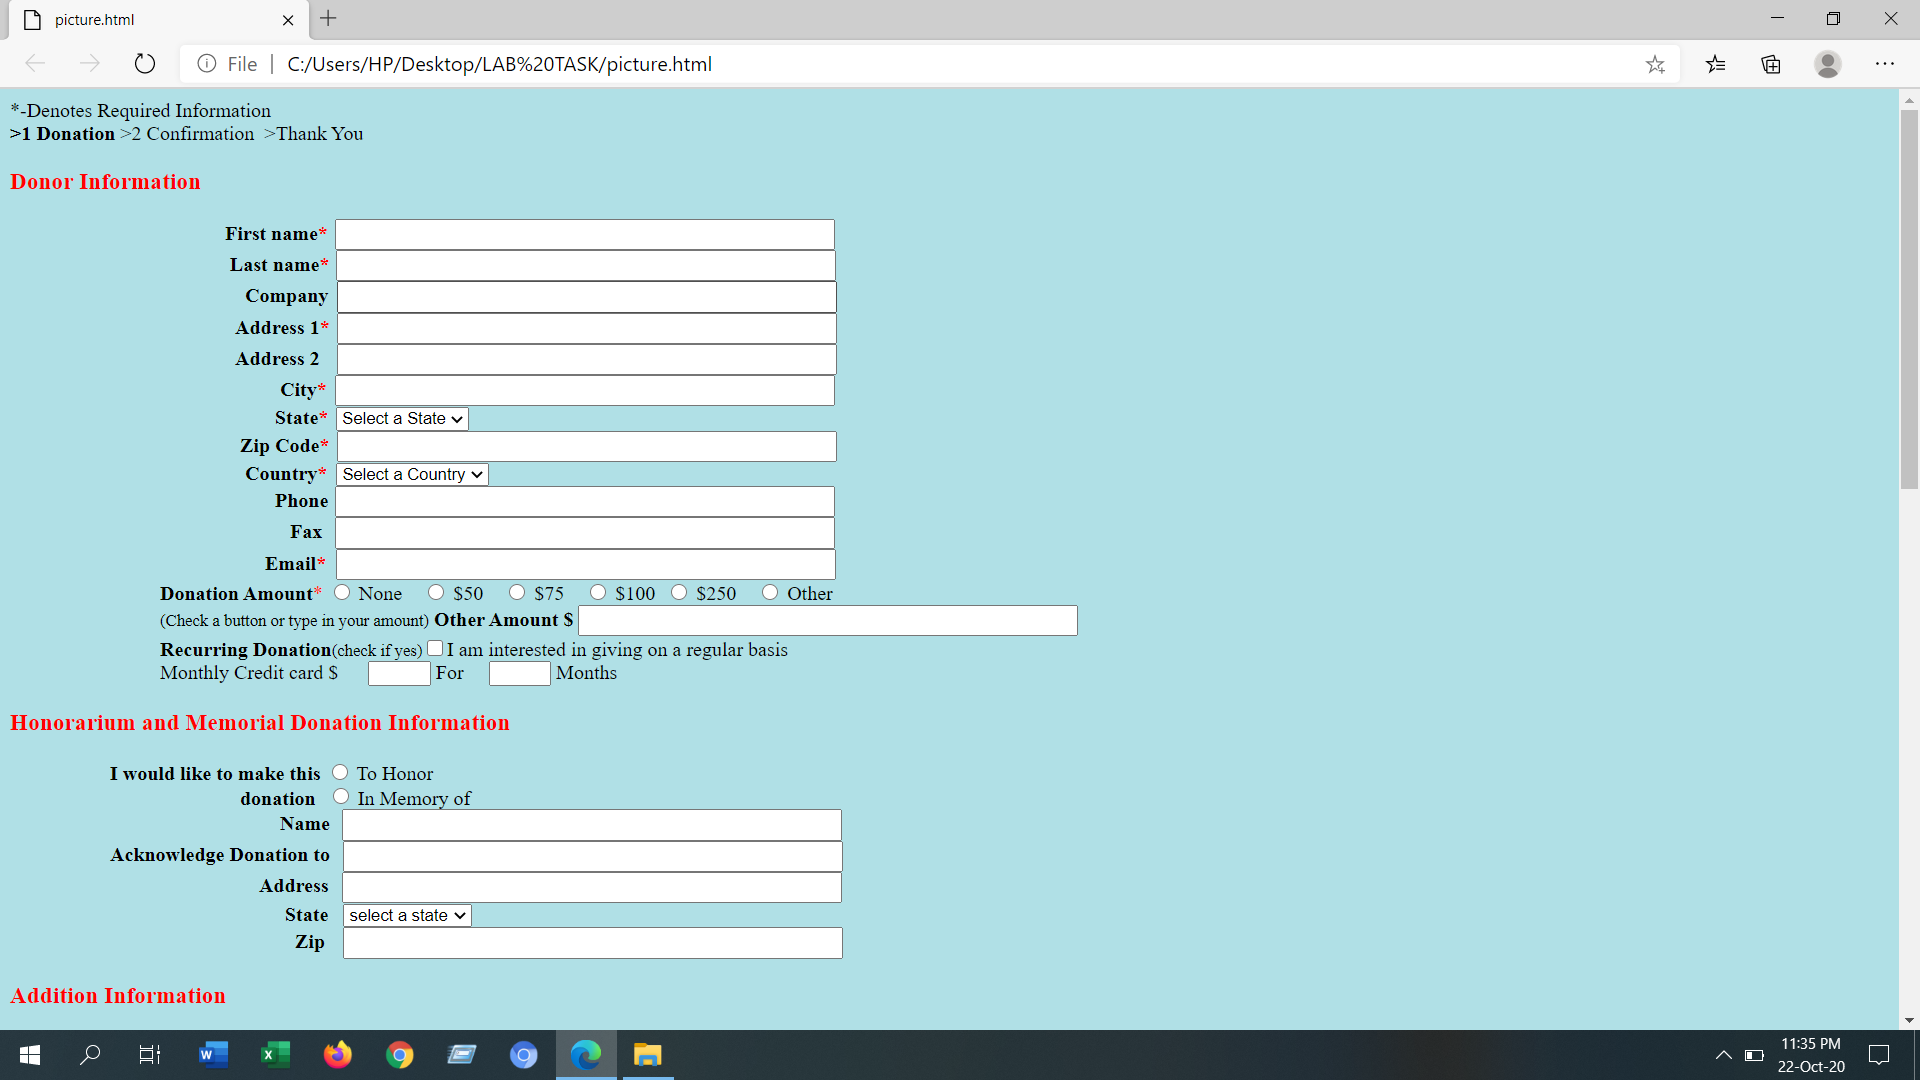 picture.html
File | C:/Users/HP/Desktop/LAB%20TASK/picture.html
*-Denotes Required Information
>1 Donation >2 Confirmation >Thank You
Donor Information
First name*
Last name*
Company
Address 1*
Address 2
City*
State* Select a State
Zip Code*
Country* Select a Country
Phone
Fax
Email*
Donation Amount* None $50 $75 $100 $250 Other
(Check a button or type in your amount) Other Amount $
Recurring Donation(check if yes) I am interested in giving on a regular basis
Monthly Credit card $ For Months
Honorarium and Memorial Donation Information
I would like to make this To Honor
donation In Memory of
Name
Acknowledge Donation to
Address
State select a state
Zip
Addition Information
11:35 PM
22-Oct-20